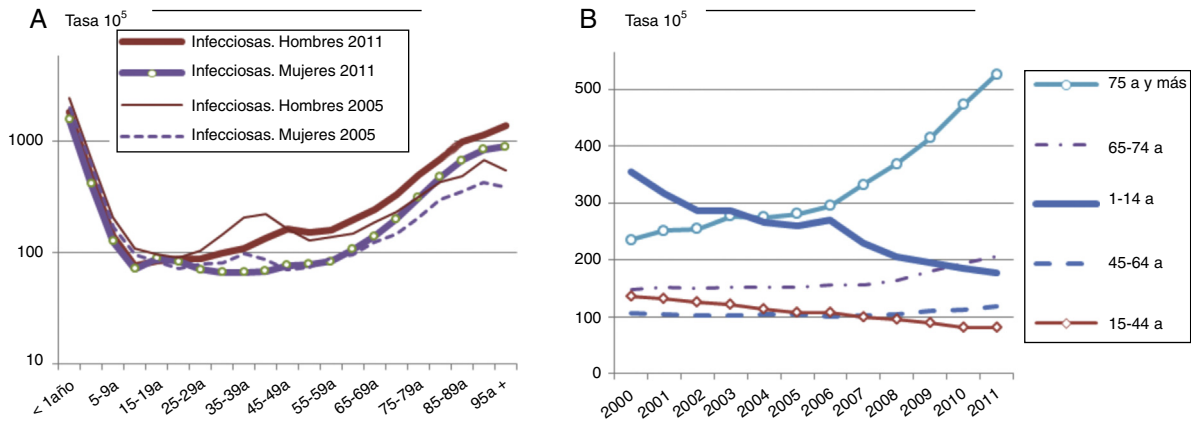 A
Tasa 10⁵
Infecciosas. Hombres 2011
Infecciosas. Mujeres 2011
Infecciosas. Hombres 2005
Infecciosas. Mujeres 2005
1000
100
10
< 1año
5-9a
15-19a
25-29a
35-39a
45-49a
55-59a
65-69a
75-79a
85-89a
95a +
B
Tasa 10⁵
500
400
300
200
100
0
2000
2001
2002
2003
2004
2005
2006
2007
2008
2009
2010
2011
75 a y más
65-74 a
1-14 a
45-64 a
15-44 a